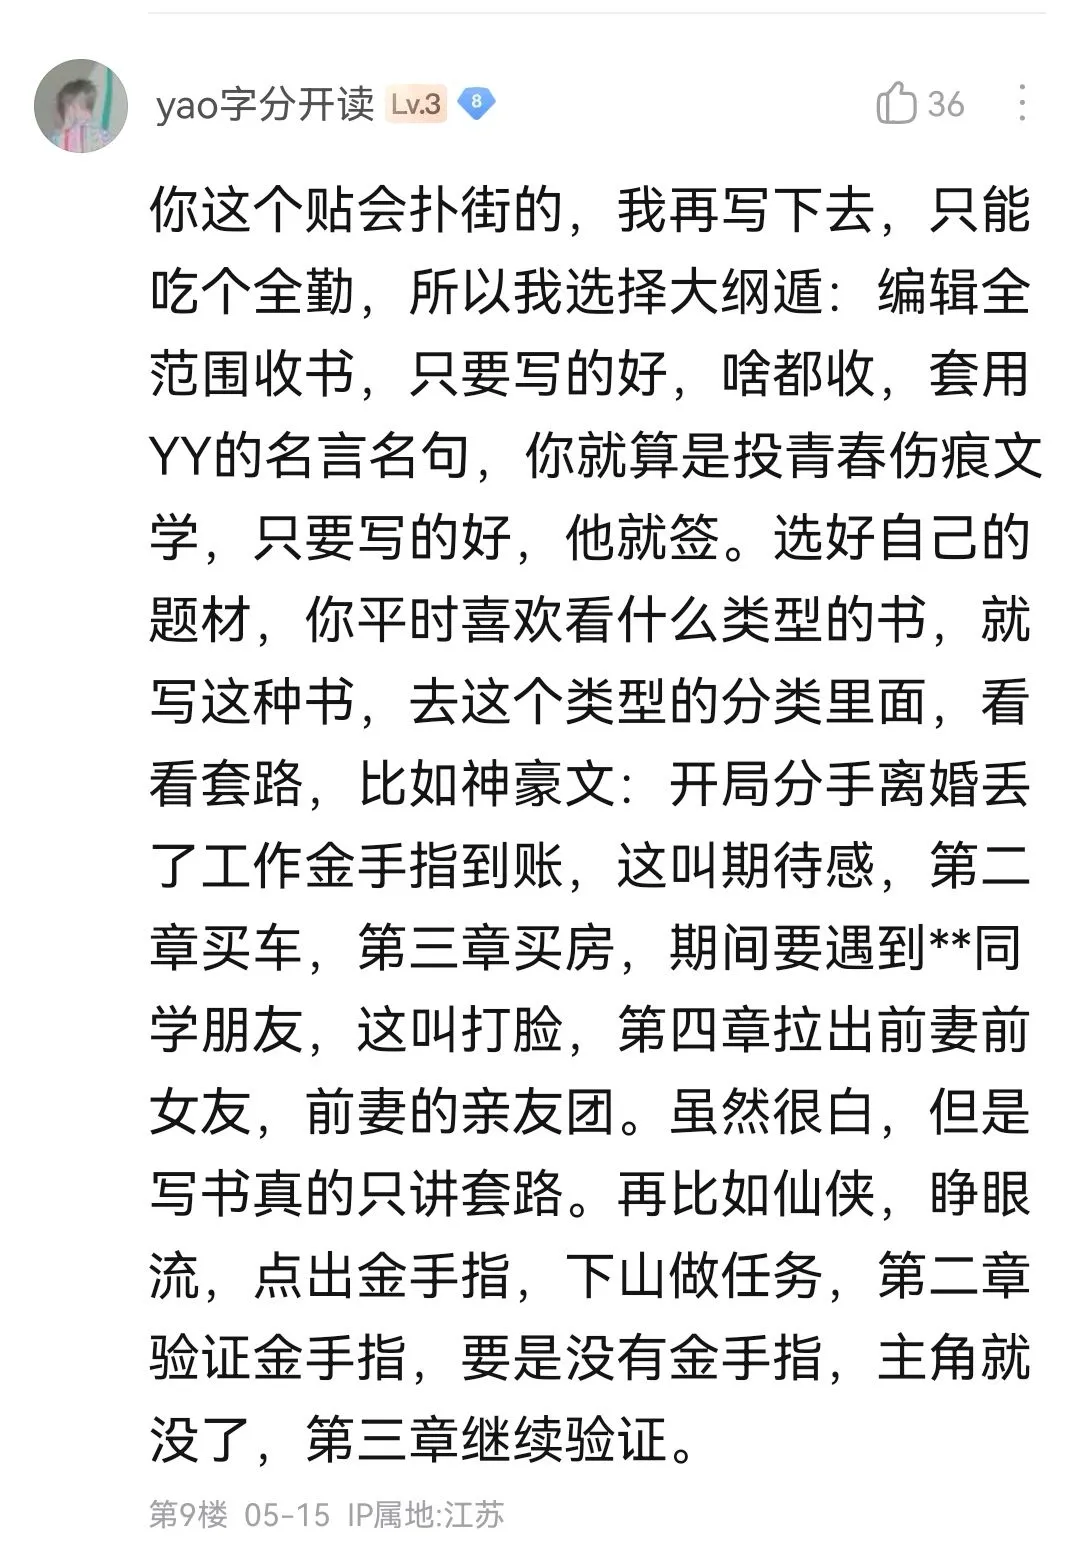 yao字分开读 Lv.3 8 36
你这个贴会扑街的，我再写下去，只能
吃个全勤，所以我选择大纲遁：编辑全
范围收书，只要写的好，啥都收，套用
YY的名言名句，你就算是投青春伤痕文
学，只要写的好，他就签。选好自己的
题材，你平时喜欢看什么类型的书，就
写这种书，去这个类型的分类里面，看
看套路，比如神豪文：开局分手离婚丢
了工作金手指到账，这叫期待感，第二
章买车，第三章买房，期间要遇到**同
学朋友，这叫打脸，第四章拉出前妻前
女友，前妻的亲友团。虽然很白，但是
写书真的只讲套路。再比如仙侠，睁眼
流，点出金手指，下山做任务，第二章
验证金手指，要是没有金手指，主角就
没了，第三章继续验证。
第9楼 05-15 IP属地:江苏